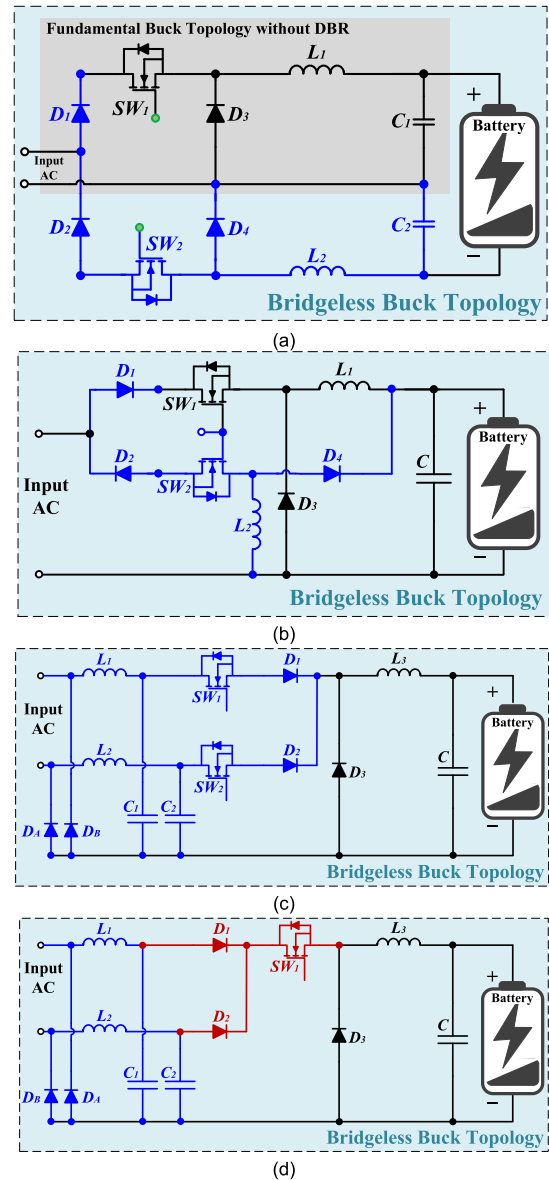 Fundamental Buck Topology without DBR
L1
SW1
D1
D3
C1
+
Battery
Input
AC
D2
SW2
D4
C2
L2
−
Bridgeless Buck Topology
(a)
D1
SW1
L1
+
Battery
D2
SW2
D4
C
Input
AC
L2
D3
−
Bridgeless Buck Topology
(b)
L1
D1
L3
SW1
+
Input
AC
Battery
L2
D2
SW2
D3
C
C1
C2
DA
DB
−
Bridgeless Buck Topology
(c)
L1
D1
SW1
L3
Input
AC
+
Battery
L2
D2
D3
C
C1
C2
DB
DA
−
Bridgeless Buck Topology
(d)